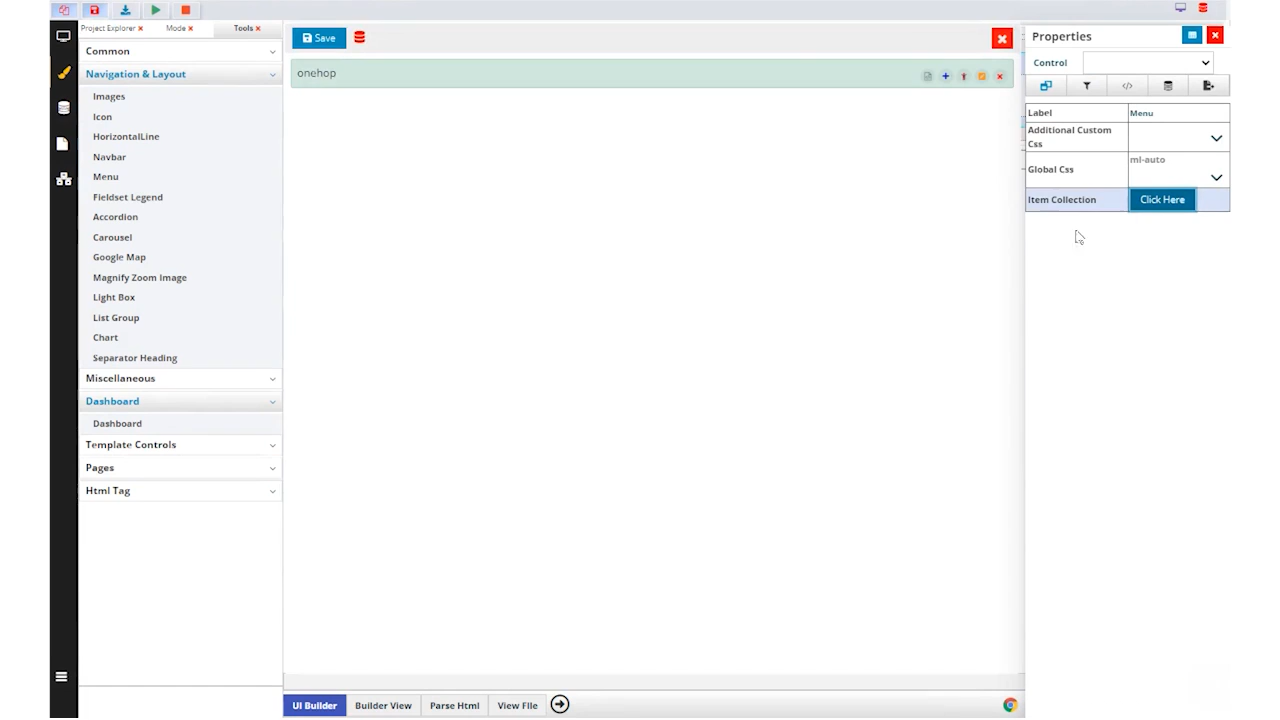 Project Explorer Mode Tools
Common
Navigation & Layout
Images
Icon
HorizontalLine
Navbar
Menu
Fieldset Legend
Accordion
Carousel
Google Map
Magnify Zoom Image
Light Box
List Group
Chart
Separator Heading
Miscellaneous
Dashboard
Dashboard
Template Controls
Pages
Html Tag
Save
onehop
UI Builder Builder View Parse Html View FIle
Properties
Control
Label Menu
Additional Custom
Css
Global Css ml-auto
Item Collection Click Here